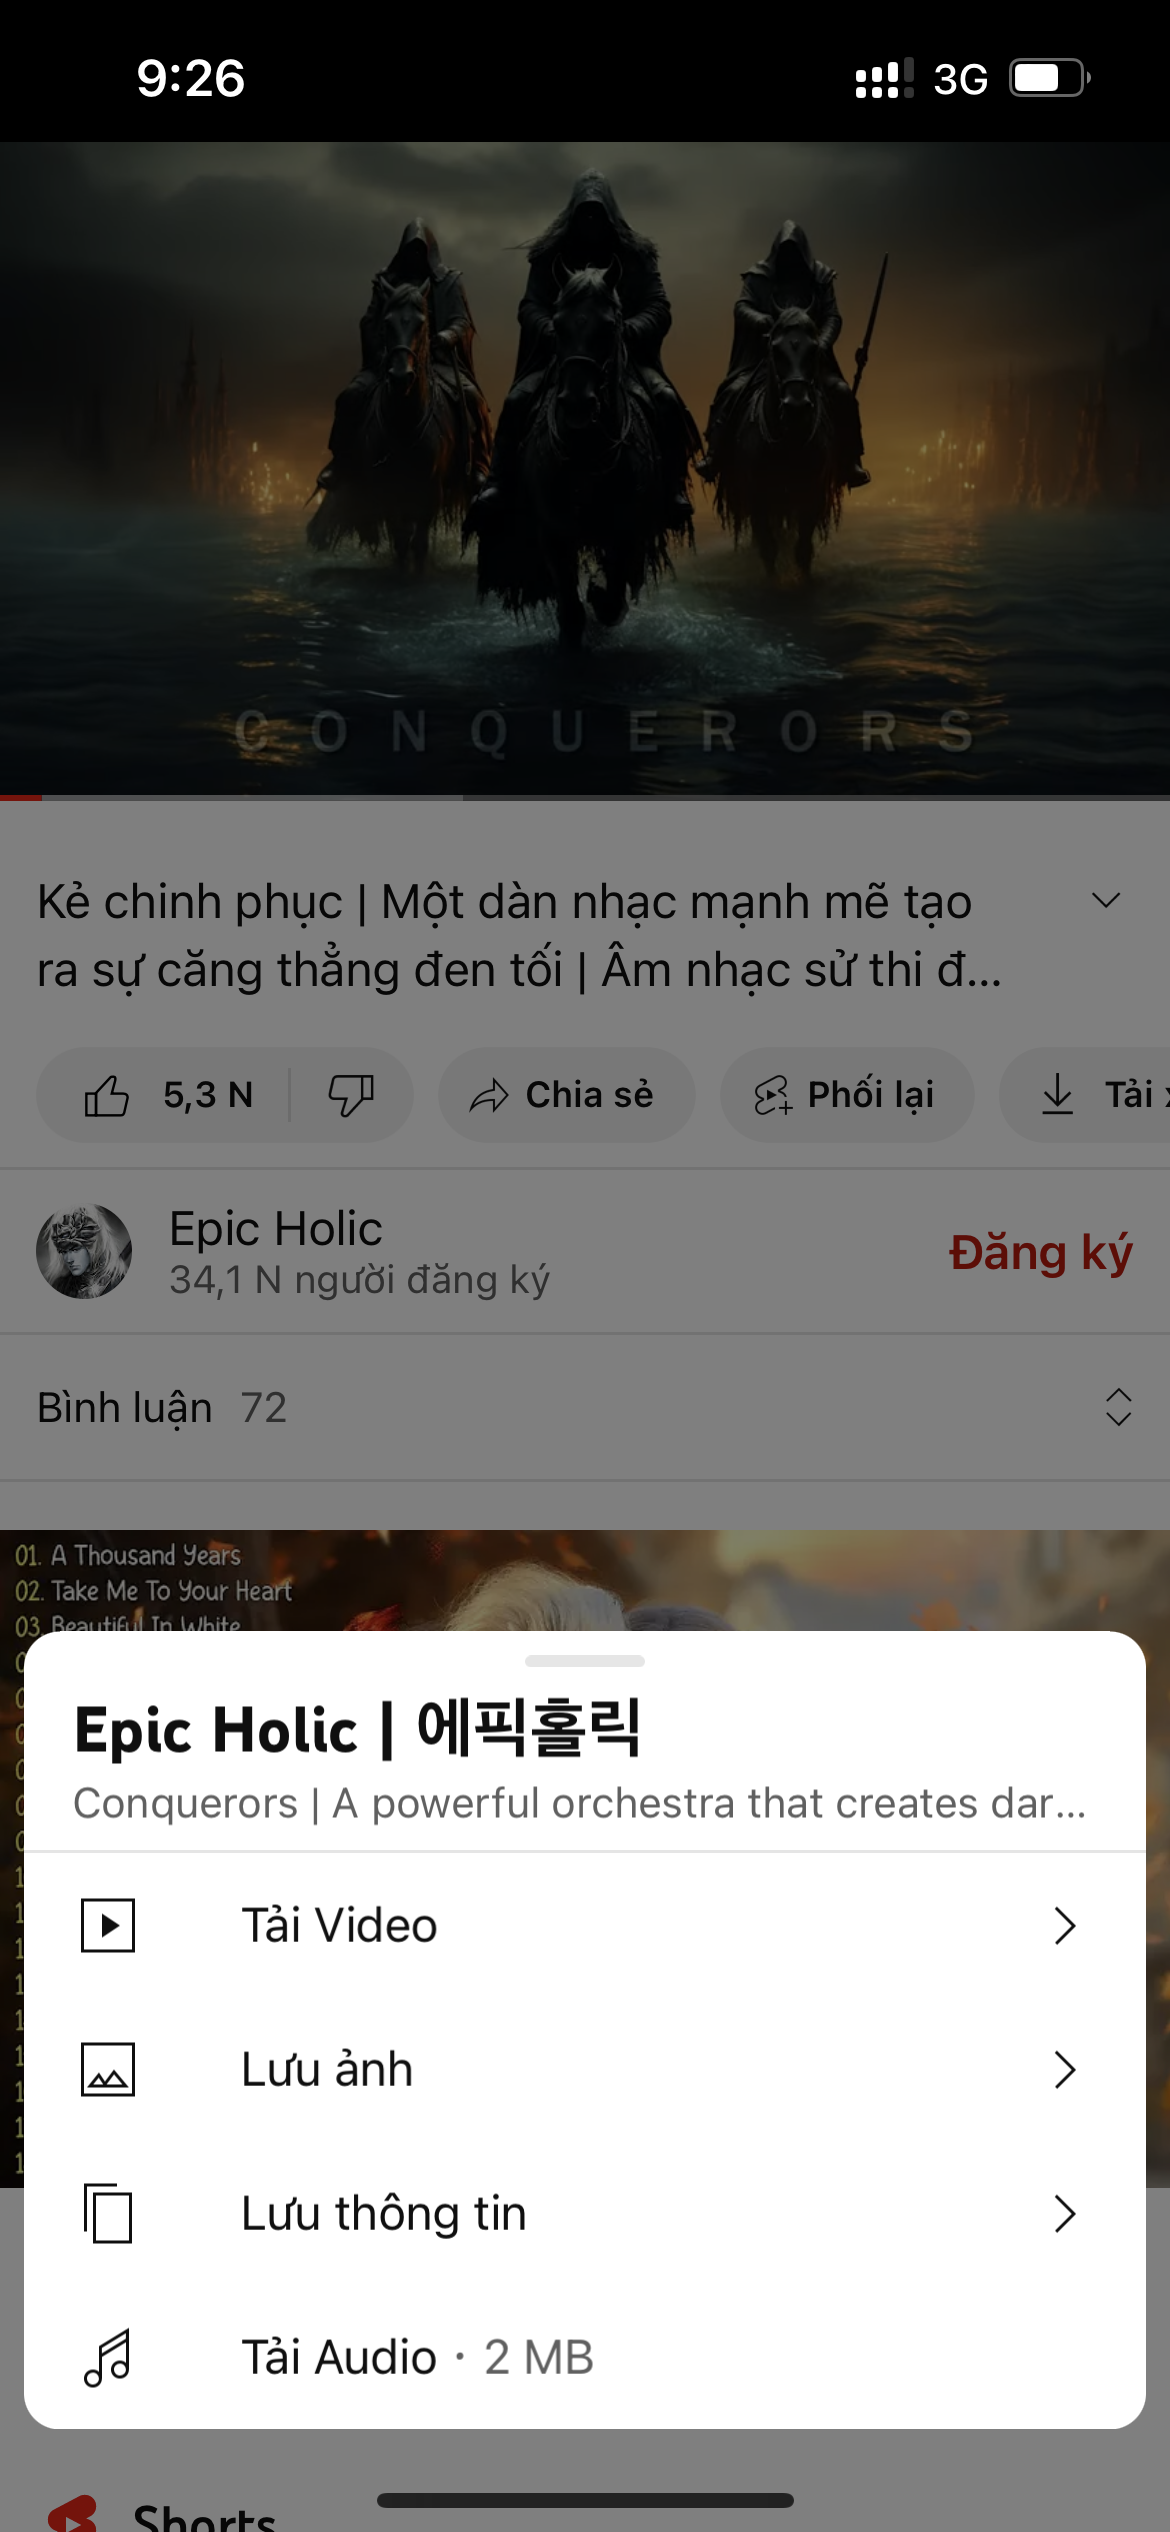 9:26
3G
CONQUERORS
Kẻ chinh phục | Một dàn nhạc mạnh mẽ tạo
ra sự căng thẳng đen tối | Âm nhạc sử thi đ...
5,3 N
Chia sẻ
Phối lại
Tải
Epic Holic
34,1 N người đăng ký
Đăng ký
Bình luận 72
01. A Thousand Years
02. Take Me To Your Heart
03. Beautiful In White
Epic Holic | 에픽홀릭
Conquerors | A powerful orchestra that creates dar...
Tải Video
Lưu ảnh
Lưu thông tin
Tải Audio · 2 MB
Shorts